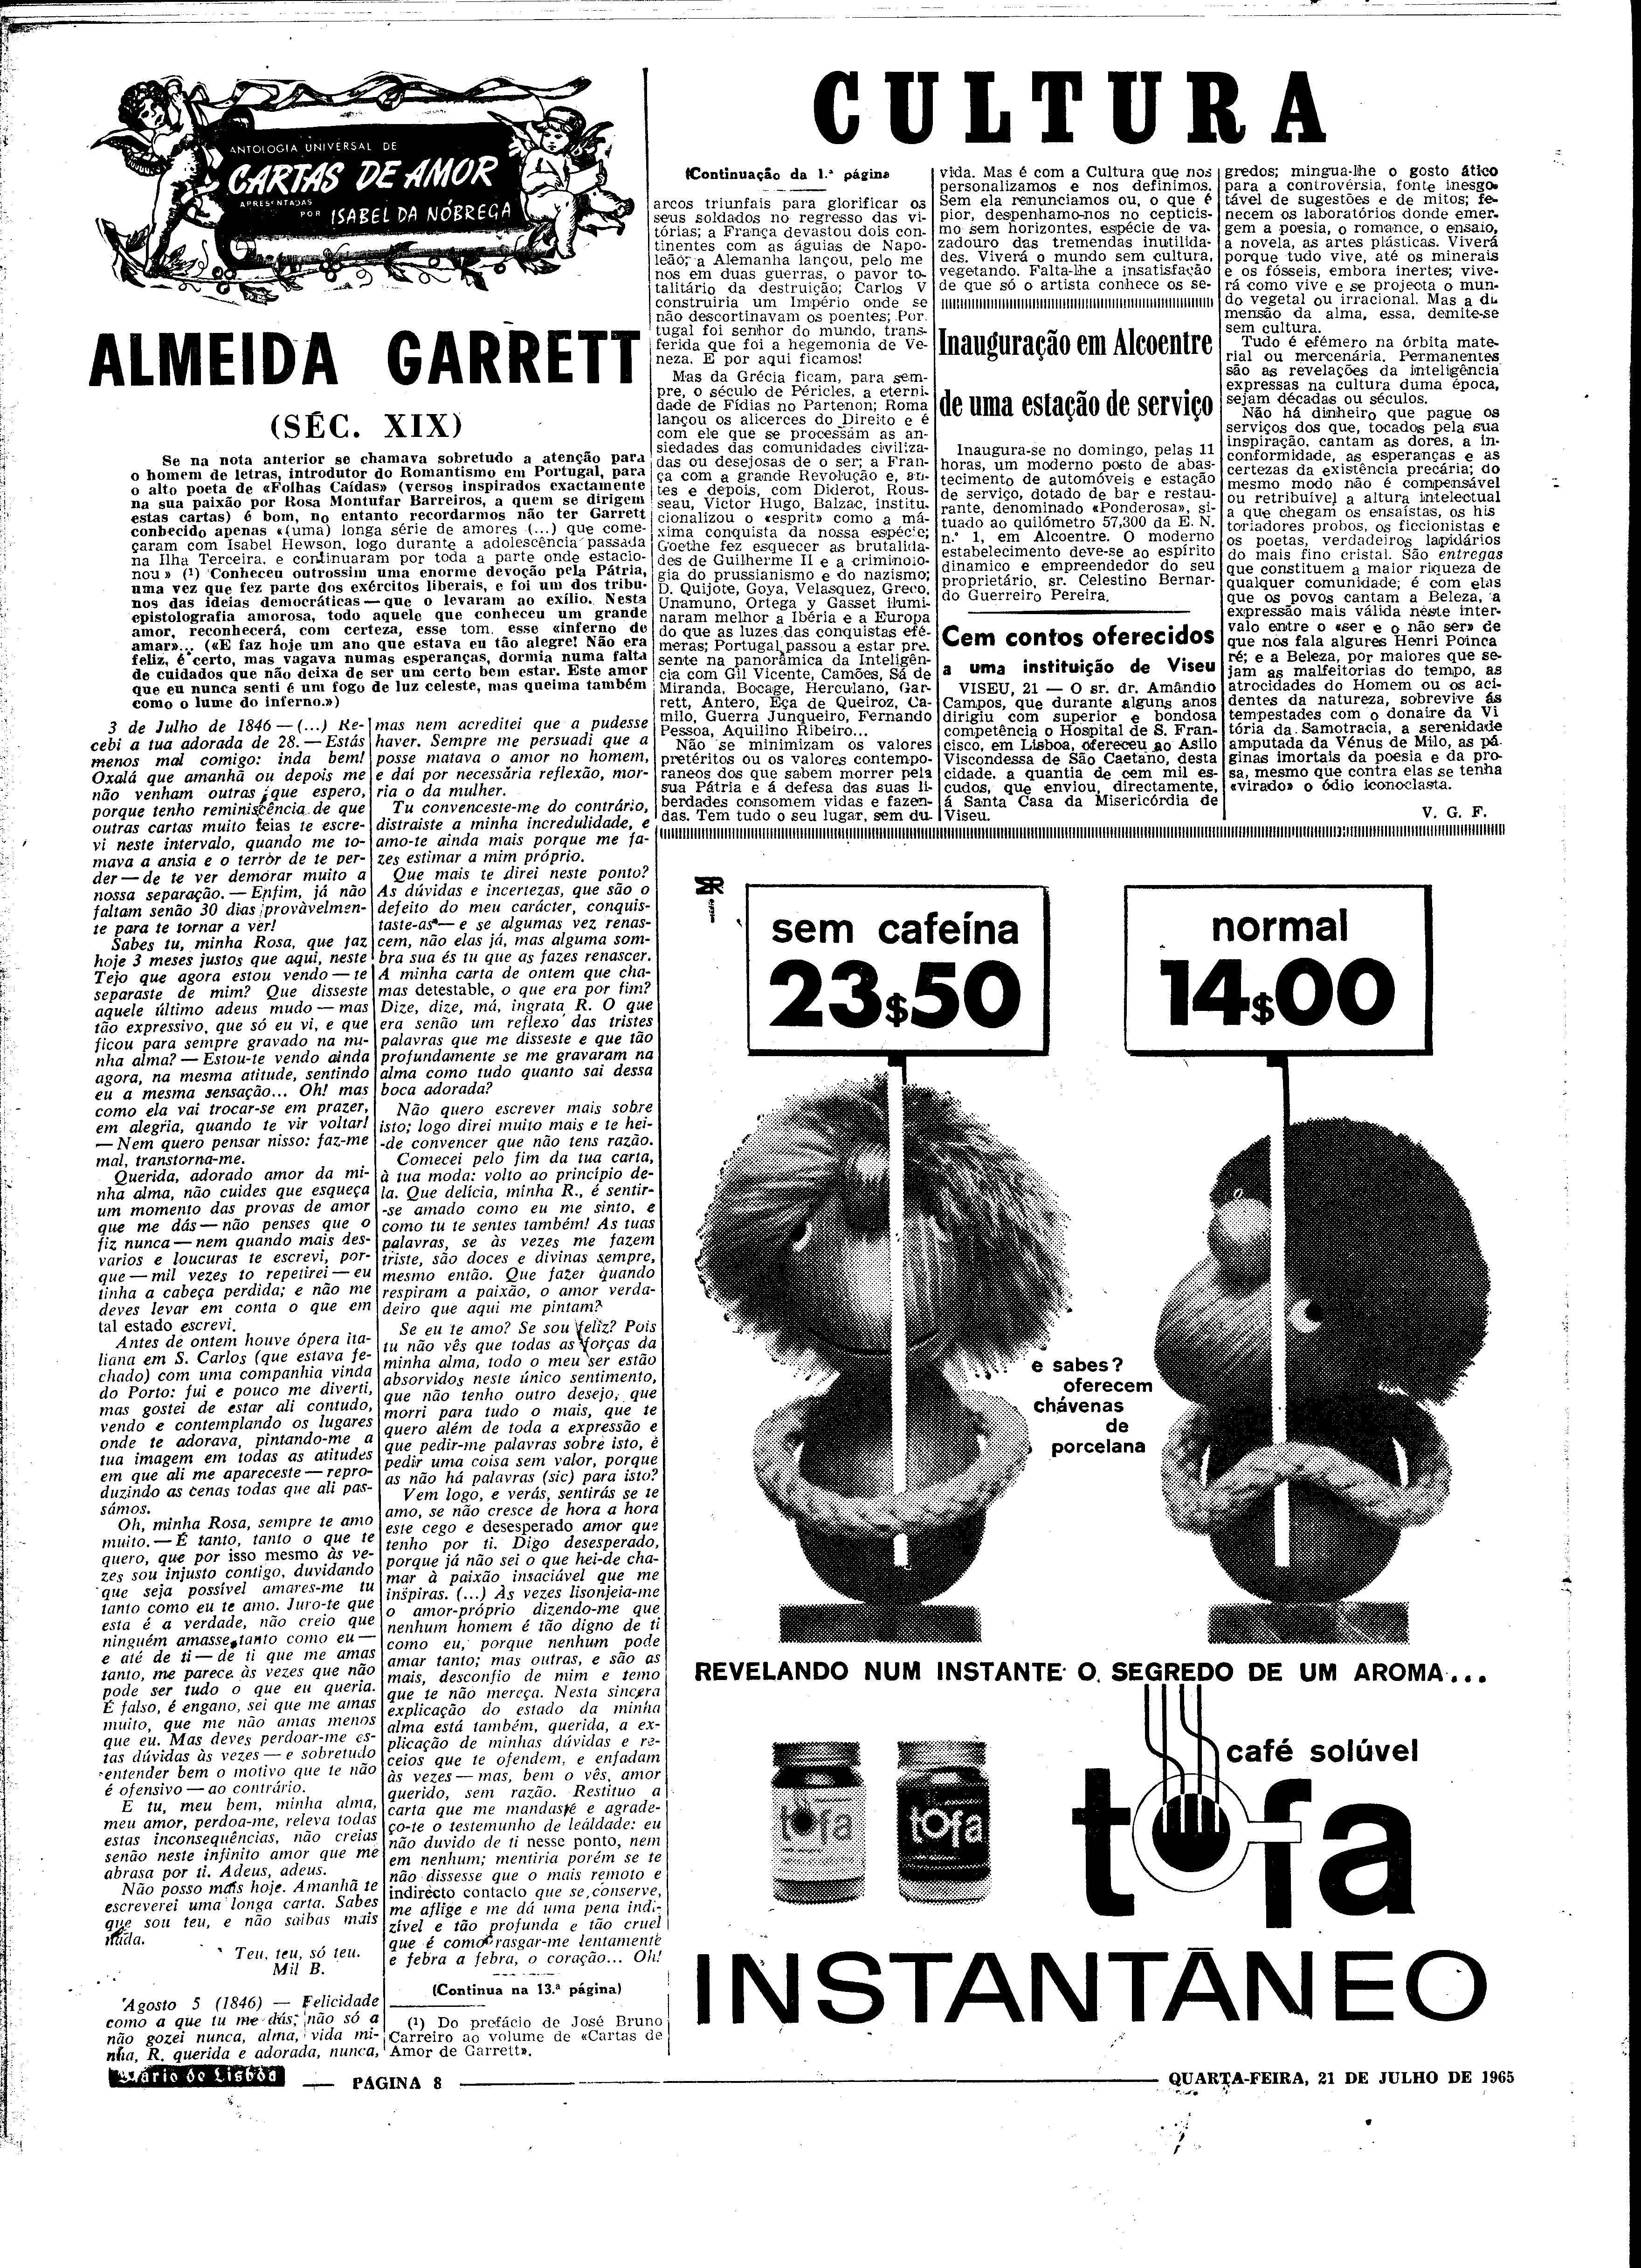 ANTOLOGIA UNIVERSAL DE
CARTAS DE AMOR
APRESENTADAS
POR ISABEL DA NÓBREGA
ALMEIDA GARRETT
(SÉC. XIX)
Se na nota anterior se chamava sobretudo a atenção para
o homem de letras, introdutor do Romantismo em Portugal, para
o alto poeta de «Folhas Caídas» (versos inspirados exactamente
na sua paixão por Rosa Montufar Barreiros, a quem se dirigem
estas cartas) é bom, no entanto recordarmos não ter Garrett
conhecido apenas «(uma) longa série de amores (...) que come-
çaram com Isabel Hewson, logo durante a adolescência passada
na Ilha Terceira, e continuaram por toda a parte onde estacio-
nou» (¹) Conheceu outrossim uma enorme devoção pela Pátria,
uma vez que fez parte dos exércitos liberais, e foi um dos tribu-
nos das ideias democráticas — que o levaram ao exílio. Nesta
epistolografia amorosa, todo aquele que conheceu um grande
amor, reconhecerá, com certeza, esse tom, esse «inferno de
amar»... («E faz hoje um ano que estava eu tão alegre! Não era
feliz, é certo, mas vagava numas esperanças, dormia numa falta
de cuidados que não deixa de ser um certo bem estar. Este amor
que eu nunca senti é um fogo de luz celeste, mas queima também
como o lume do inferno.»)
3 de Julho de 1846 — (...) Re-
cebi a tua adorada de 28. — Estás
menos mal comigo: inda bem!
Oxalá que amanhã ou depois me
não venham outras que espero,
porque tenho reminiscência de que
outras cartas muito feias te escre-
vi neste intervalo, quando me to-
mava a ansia e o terror de te per-
der — de te ver demorar muito a
nossa separação. — Enfim, já não
faltam senão 30 dias provàvelmen-
te para te tornar a ver!
Sabes tu, minha Rosa, que faz
hoje 3 meses justos que aqui, neste
Tejo que agora estou vendo — te
separaste de mim? Que disseste
aquele último adeus mudo — mas
tão expressivo, que só eu vi, e que
ficou para sempre gravado na mi-
nha alma? — Estou-te vendo ainda
agora, na mesma atitude, sentindo
eu a mesma sensação... Oh! mas
como ela vai trocar-se em prazer,
em alegria, quando te vir voltar!
— Nem quero pensar nisso: faz-me
mal, transtorna-me.
Querida, adorado amor da mi-
nha alma, não cuides que esqueça
um momento das provas de amor
que me dás — não penses que o
fiz nunca — nem quando mais des-
varios e loucuras te escrevi, por-
que — mil vezes to repetirei — eu
tinha a cabeça perdida; e não me
deves levar em conta o que em
tal estado escrevi.
Antes de ontem houve ópera ita-
liana em S. Carlos (que estava fe-
chado) com uma companhia vinda
do Porto: fui e pouco me diverti,
mas gostei de estar ali contudo,
vendo e contemplando os lugares
onde te adorava, pintando-me a
tua imagem em todas as atitudes
em que ali me apareceste — repro-
duzindo as cenas todas que ali pas-
sámos.
Oh, minha Rosa, sempre te amo
muito. — É tanto, tanto o que te
quero, que por isso mesmo às ve-
zes sou injusto contigo, duvidando
que seja possível amares-me tu
tanto como eu te amo. Juro-te que
esta é a verdade, não creio que
ninguém amasse tanto como eu —
e até de ti — de ti que me amas
tanto, me parece às vezes que não
pode ser tudo o que eu queria.
É falso, é engano, sei que me amas
muito, que me não amas menos
que eu. Mas deves perdoar-me es-
tas dúvidas às vezes — e sobretudo
entender bem o motivo que te não
é ofensivo — ao contrário.
E tu, meu bem, minha alma,
meu amor, perdoa-me, releva todas
estas inconsequências, não creias
senão neste infinito amor que me
abrasa por ti. Adeus, adeus.
Não posso mais hoje. Amanhã te
escreverei uma longa carta. Sabes
que sou teu, e não saibas mais
nada.
Teu, teu, só teu.
Mil B.
Agosto 5 (1846) — Felicidade
como a que tu me dás; não só a
não gozei nunca, alma, vida mi-
nha, R. querida e adorada, nunca,
mas nem acreditei que a pudesse
haver. Sempre me persuadi que a
posse matava o amor no homem,
e daí por necessária reflexão, mor-
ria o da mulher.
Tu convenceste-me do contrário,
distraiste a minha incredulidade, e
amo-te ainda mais porque me fa-
zes estimar a mim próprio.
Que mais te direi neste ponto?
As dúvidas e incertezas, que são o
defeito do meu carácter, conquis-
taste-as — e se algumas vez renas-
cem, não elas já, mas alguma som-
bra sua és tu que as fazes renascer.
A minha carta de ontem que cha-
mas detestable, o que era por fim?
Dize, dize, má, ingrata R. O que
era senão um reflexo das tristes
palavras que me disseste e que tão
profundamente se me gravaram na
alma como tudo quanto sai dessa
boca adorada?
Não quero escrever mais sobre
isto; logo direi muito mais e te hei-
-de convencer que não tens razão.
Comecei pelo fim da tua carta,
à tua moda: volto ao princípio de-
la. Que delícia, minha R., é sentir-
-se amado como eu me sinto, e
como tu te sentes também! As tuas
palavras, se às vezes me fazem
triste, são doces e divinas sempre,
mesmo então. Que fazer quando
respiram a paixão, o amor verda-
deiro que aqui me pintam?
Se eu te amo? Se sou feliz? Pois
tu não vês que todas as forças da
minha alma, todo o meu ser estão
absorvidos neste único sentimento,
que não tenho outro desejo, que
morri para tudo o mais, que te
quero além de toda a expressão e
que pedir-me palavras sobre isto, é
pedir uma coisa sem valor, porque
as não há palavras (sic) para isto?
Vem logo, e verás, sentirás se te
amo, se não cresce de hora a hora
este cego e desesperado amor que
tenho por ti. Digo desesperado,
porque já não sei o que hei-de cha-
mar à paixão insaciável que me
inspiras. (...) Às vezes lisonjeia-me
o amor-próprio dizendo-me que
nenhum homem é tão digno de ti
como eu, porque nenhum pode
amar tanto; mas outras, e são as
mais, desconfio de mim e temo
que te não mereça. Nesta sincera
explicação do estado da minha
alma está também, querida, a ex-
plicação de minhas dúvidas e re-
ceios que te ofendem, e enfadam
às vezes — mas, bem o vês, amor
querido, sem razão. Restituo a
carta que me mandaste e agrade-
ço-te o testemunho de leàldade: eu
não duvido de ti nesse ponto, nem
em nenhum; mentiria porém se te
não dissesse que o mais remoto e
indirecto contacto que se conserve,
me aflige e me dá uma pena indi-
zível e tão profunda e tão cruel
que é como rasgar-me lentamente
e febra a febra, o coração... Oh!
(Continua na 13.ª página)
(¹) Do prefácio de José Bruno
Carreiro ao volume de «Cartas de
Amor de Garrett».
CULTURA
(Continuação da 1.ª página
arcos triunfais para glorificar os
seus soldados no regresso das vi-
tórias; a França devastou dois con-
tinentes com as águias de Napo-
leão; a Alemanha lançou, pelo me
nos em duas guerras, o pavor to-
talitário da destruição; Carlos V
construiria um Império onde se
não descortinavam os poentes; Por
tugal foi senhor do mundo, trans-
ferida que foi a hegemonia de Ve-
neza. E por aqui ficamos!
Mas da Grécia ficam, para sem-
pre, o século de Péricles, a eterni-
dade de Fídias no Partenon; Roma
lançou os alicerces do Direito e é
com ele que se processam as an-
siedades das comunidades civiliza-
das ou desejosas de o ser; a Fran-
ça com a grande Revolução e, an-
tes e depois, com Diderot, Rous-
seau, Victor Hugo, Balzac, institu-
cionalizou o «esprit» como a má-
xima conquista da nossa espécie;
Goethe fez esquecer as brutalida-
des de Guilherme II e a criminolo-
gia do prussianismo e do nazismo;
D. Quijote, Goya, Velasquez, Greco,
Unamuno, Ortega y Gasset ilumi-
naram melhor a Ibéria e a Europa
do que as luzes das conquistas efé-
meras; Portugal passou a estar pre
sente na panorâmica da Inteligên-
cia com Gil Vicente, Camões, Sá de
Miranda, Bocage, Herculano, Gar-
rett, Antero, Eça de Queiroz, Ca-
milo, Guerra Junqueiro, Fernando
Pessoa, Aquilino Ribeiro...
Não se minimizam os valores
pretéritos ou os valores contempo-
raneos dos que sabem morrer pela
sua Pátria e á defesa das suas li-
berdades consomem vidas e fazen-
das. Tem tudo o seu lugar, sem du-
vida. Mas é com a Cultura que nos
personalizamos e nos definimos.
Sem ela renunciamos ou, o que é
pior, despenhamo-nos no cepticis-
mo sem horizontes, espécie de va-
zadouro das tremendas inutilida-
des. Viverá o mundo sem cultura,
vegetando. Falta-lhe a insatisfação
de que só o artista conhece os se-
Inauguração em Alcoentre
de uma estação de serviço
Inaugura-se no domingo, pelas 11
horas, um moderno posto de abas-
tecimento de automóveis e estação
de serviço, dotado de bar e restau-
rante, denominado «Ponderosa», si-
tuado ao quilómetro 57,300 da E. N.
n.º 1, em Alcoentre. O moderno
estabelecimento deve-se ao espírito
dinamico e empreendedor do seu
proprietário, sr. Celestino Bernar-
do Guerreiro Pereira.
Cem contos oferecidos
a uma instituição de Viseu
VISEU, 21 — O sr. dr. Amândio
Campos, que durante alguns anos
dirigiu com superior e bondosa
competência o Hospital de S. Fran-
cisco, em Lisboa, ofereceu ao Asilo
Viscondessa de São Caetano, desta
cidade, a quantia de cem mil es-
cudos, que enviou, directamente,
á Santa Casa da Misericórdia de
Viseu.
gredos; mingua-lhe o gosto ático
para a controvérsia, fonte inesgo-
tável de sugestões e de mitos; fe-
necem os laboratórios donde emer-
gem a poesia, o romance, o ensaio,
a novela, as artes plásticas. Viverá
porque tudo vive, até os minerais
e os fósseis, embora inertes; vive-
rá como vive e se projecta o mun-
do vegetal ou irracional. Mas a di
mensão da alma, essa, demite-se
sem cultura.
Tudo é efémero na órbita mate-
rial ou mercenária. Permanentes
são as revelações da inteligência
expressas na cultura duma época,
sejam décadas ou séculos.
Não há dinheiro que pague os
serviços dos que, tocados pela sua
inspiração, cantam as dores, a in-
conformidade, as esperanças e as
certezas da existência precária; do
mesmo modo não é compensável
ou retribuível a altura intelectual
a que chegam os ensaístas, os his
toriadores probos, os ficcionistas e
os poetas, verdadeiros lapidários
do mais fino cristal. São entregas
que constituem a maior riqueza de
qualquer comunidade; é com elas
que os povos cantam a Beleza, a
expressão mais válida neste inter-
valo entre o «ser e o não ser» de
que nos fala algures Henri Poinca
ré; e a Beleza, por maiores que se-
jam as malfeitorias do tempo, as
atrocidades do Homem ou os aci-
dentes da natureza, sobrevive ás
tempestades com o donaire da Vi
tória da Samotracia, a serenidade
amputada da Vénus de Milo, as pá-
ginas imortais da poesia e da pro-
sa, mesmo que contra elas se tenha
«virado» o ódio iconoclasta.
V. G. F.
sem cafeína
23$50
normal
14$00
e sabes?
oferecem
chávenas
de
porcelana
REVELANDO NUM INSTANTE O SEGREDO DE UM AROMA...
café solúvel
tofa
tofa
tofa
INSTANTÂNEO
Diário de Lisboa — PÁGINA 8 — QUARTA-FEIRA, 21 DE JULHO DE 1965